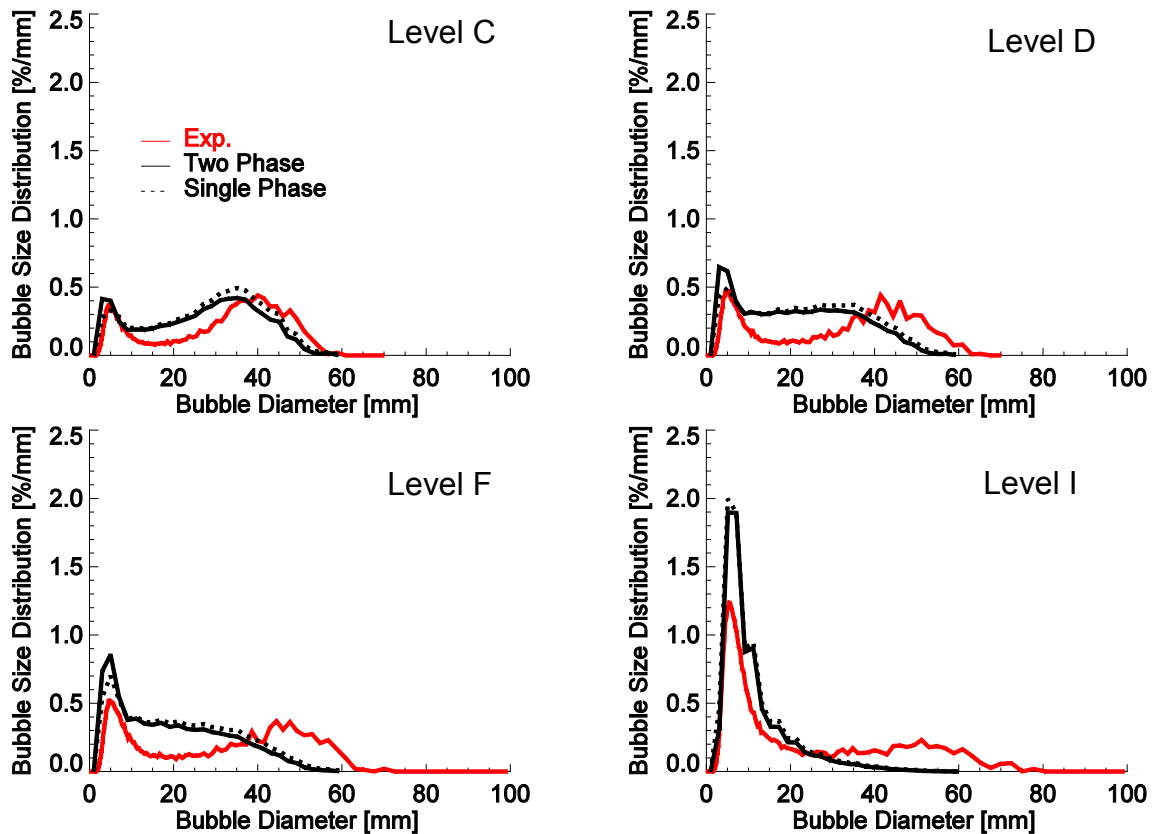 Level C
Bubble Size Distribution [%/mm]
2.5
2.0
1.5
1.0
0.5
0.0
Exp.
Two Phase
Single Phase
0 20 40 60 80 100
Bubble Diameter [mm]
Level D
Bubble Size Distribution [%/mm]
2.5
2.0
1.5
1.0
0.5
0.0
0 20 40 60 80 100
Bubble Diameter [mm]
Level F
Bubble Size Distribution [%/mm]
2.5
2.0
1.5
1.0
0.5
0.0
0 20 40 60 80 100
Bubble Diameter [mm]
Level I
Bubble Size Distribution [%/mm]
2.5
2.0
1.5
1.0
0.5
0.0
0 20 40 60 80 100
Bubble Diameter [mm]